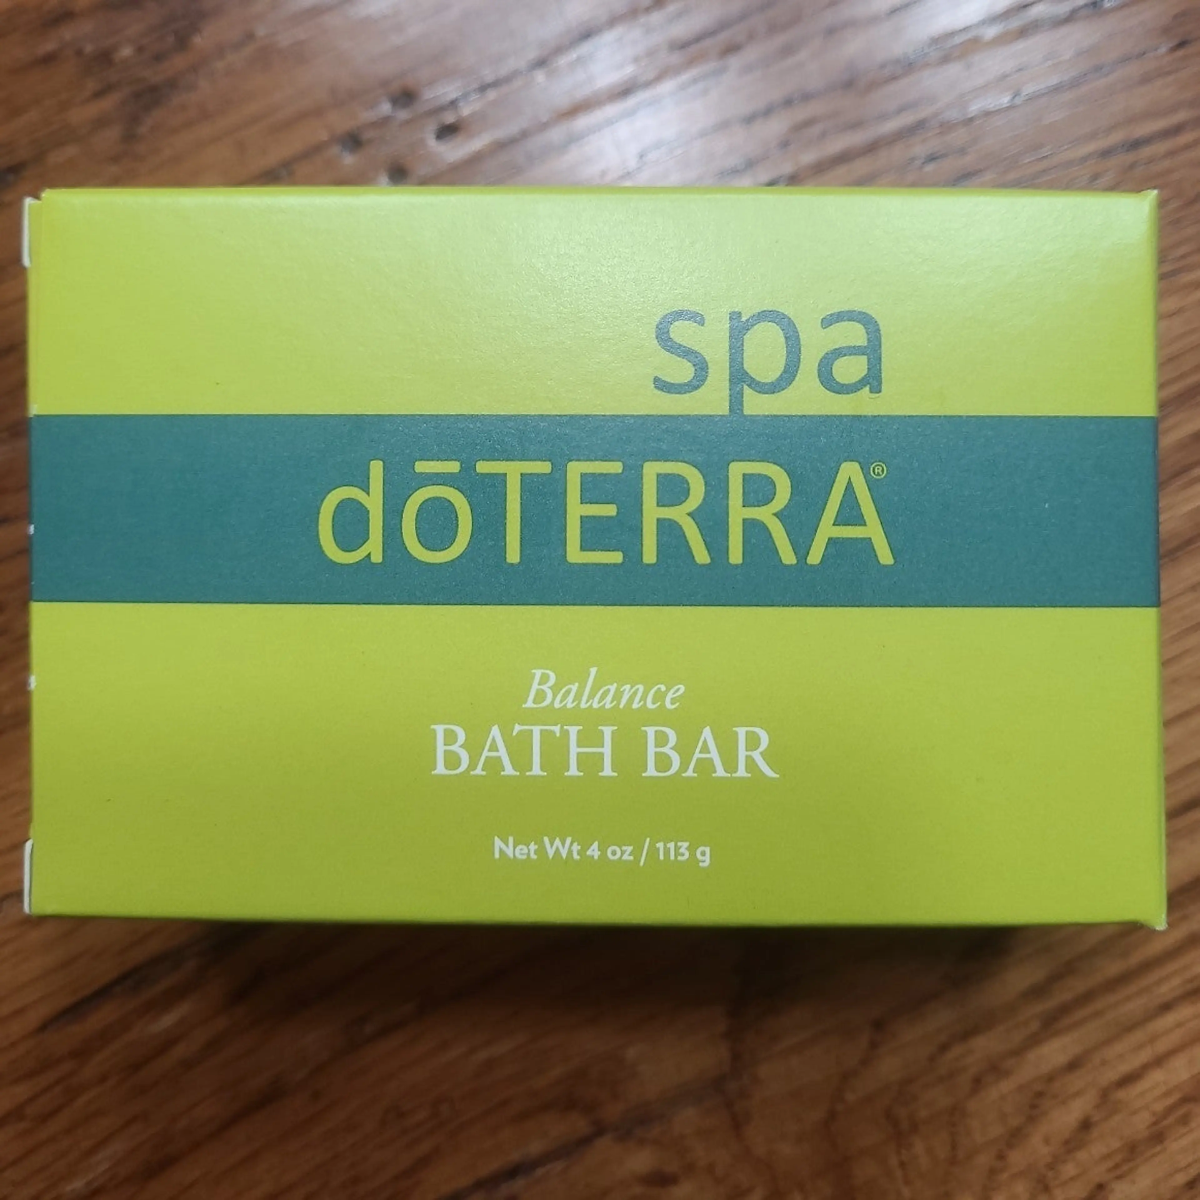 spa
dōTERRA®
Balance
BATH BAR
Net Wt 4 oz / 113 g